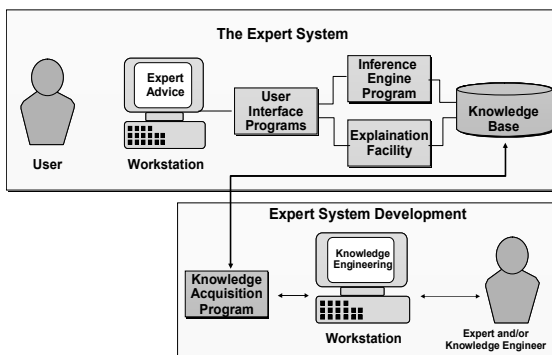 The Expert System
Expert
Advice
User
Interface
Programs
Inference
Engine
Program
Explaination
Facility
Knowledge
Base
User
Workstation
Expert System Development
Knowledge
Acquisition
Program
Knowledge
Engineering
Workstation
Expert and/or
Knowledge Engineer